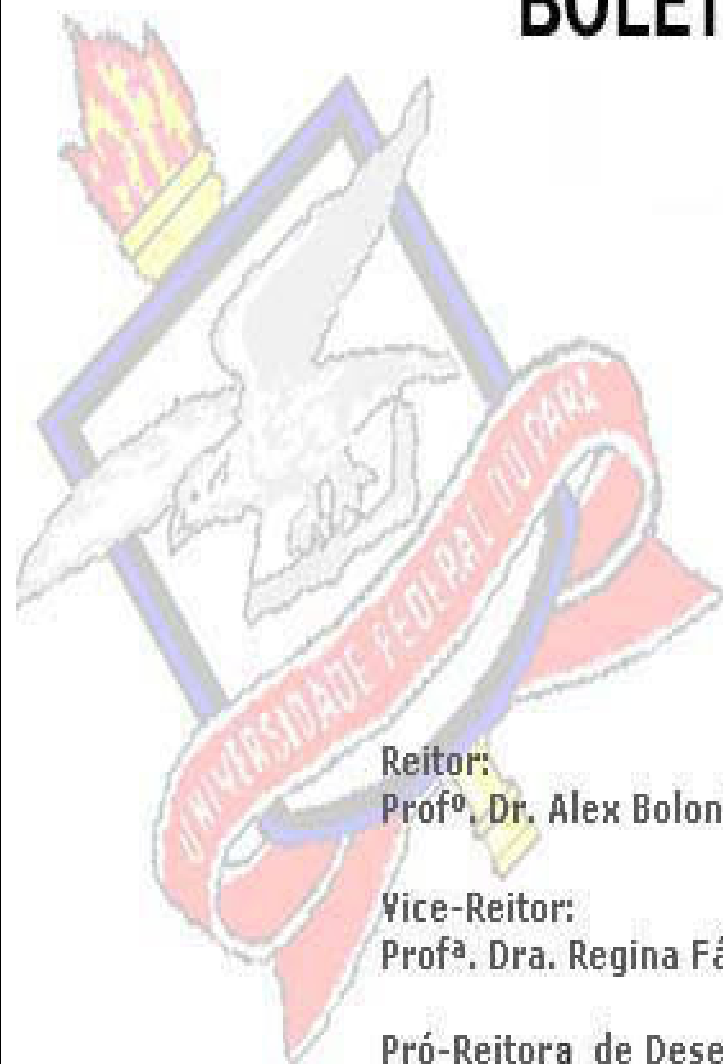 BOLET
UNIVERSIDADE FEDERAL DO PARÁ
Reitor:
Profº. Dr. Alex Bolon
Vice-Reitor:
Profª. Dra. Regina Fá
Pró-Reitora de Dese